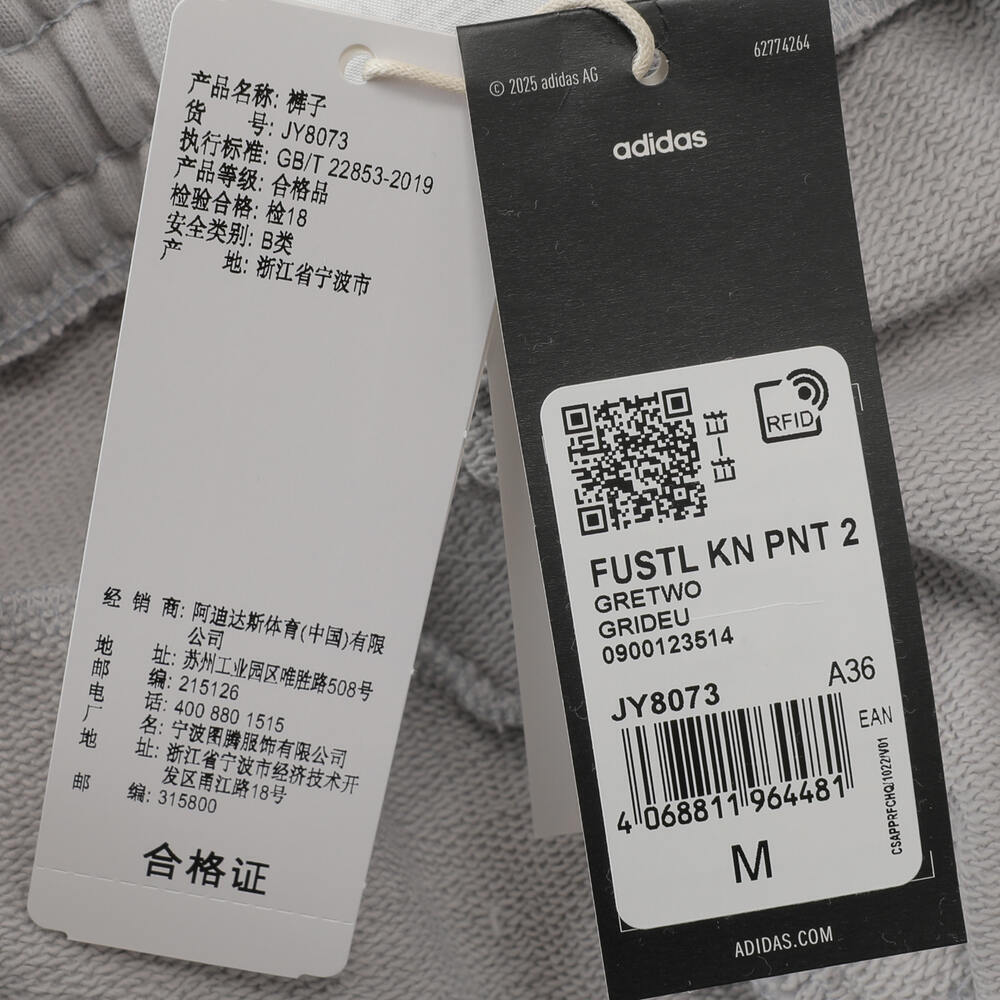 产品名称: 裤子
货 号: JY8073
执行标准: GB/T 22853-2019
产品等级: 合格品
检验合格: 检18
安全类别: B类
产 地: 浙江省宁波市
经 销 商: 阿迪达斯体育(中国)有限
公司
地 址: 苏州工业园区唯胜路508号
邮 编: 215126
电 话: 400 880 1515
厂 名: 宁波图腾服饰有限公司
地 址: 浙江省宁波市经济技术开
发区甬江路18号
邮 编: 315800
合格证
© 2025 adidas AG
62774264
adidas
扫一扫
RFID
FUSTL KN PNT 2
GRETWO
GRIDEU
0900123514
JY8073
A36
EAN
4 068811 964481
CSAPPRFCHQ/1022/V01
M
ADIDAS.COM